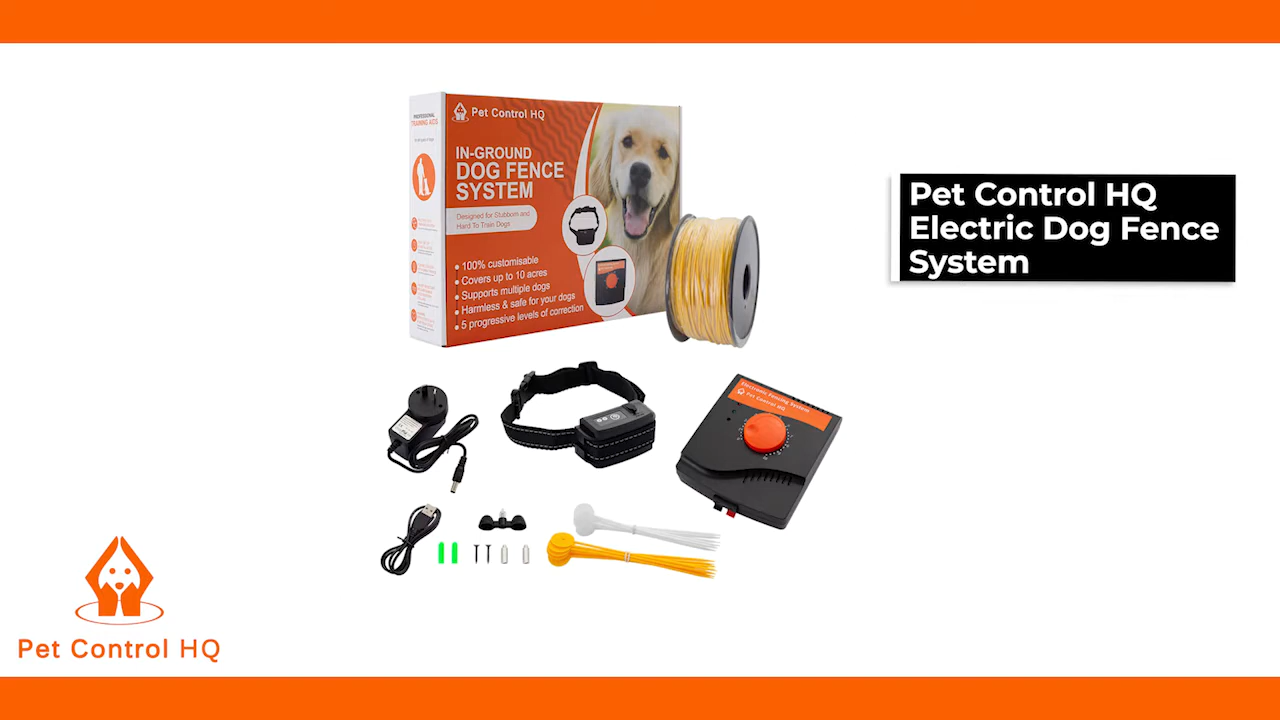 Pet Control HQ
IN-GROUND
DOG FENCE
SYSTEM
Designed for Stubborn and
Hard To Train Dogs
100% customisable
Covers up to 10 acres
Supports multiple dogs
Harmless & safe for your dogs
5 progressive levels of correction
PROFESSIONAL
TRAINING AIDS
Pet Control HQ
Electric Dog Fence
System
Electronic Fencing System
Pet Control HQ
Pet Control HQ